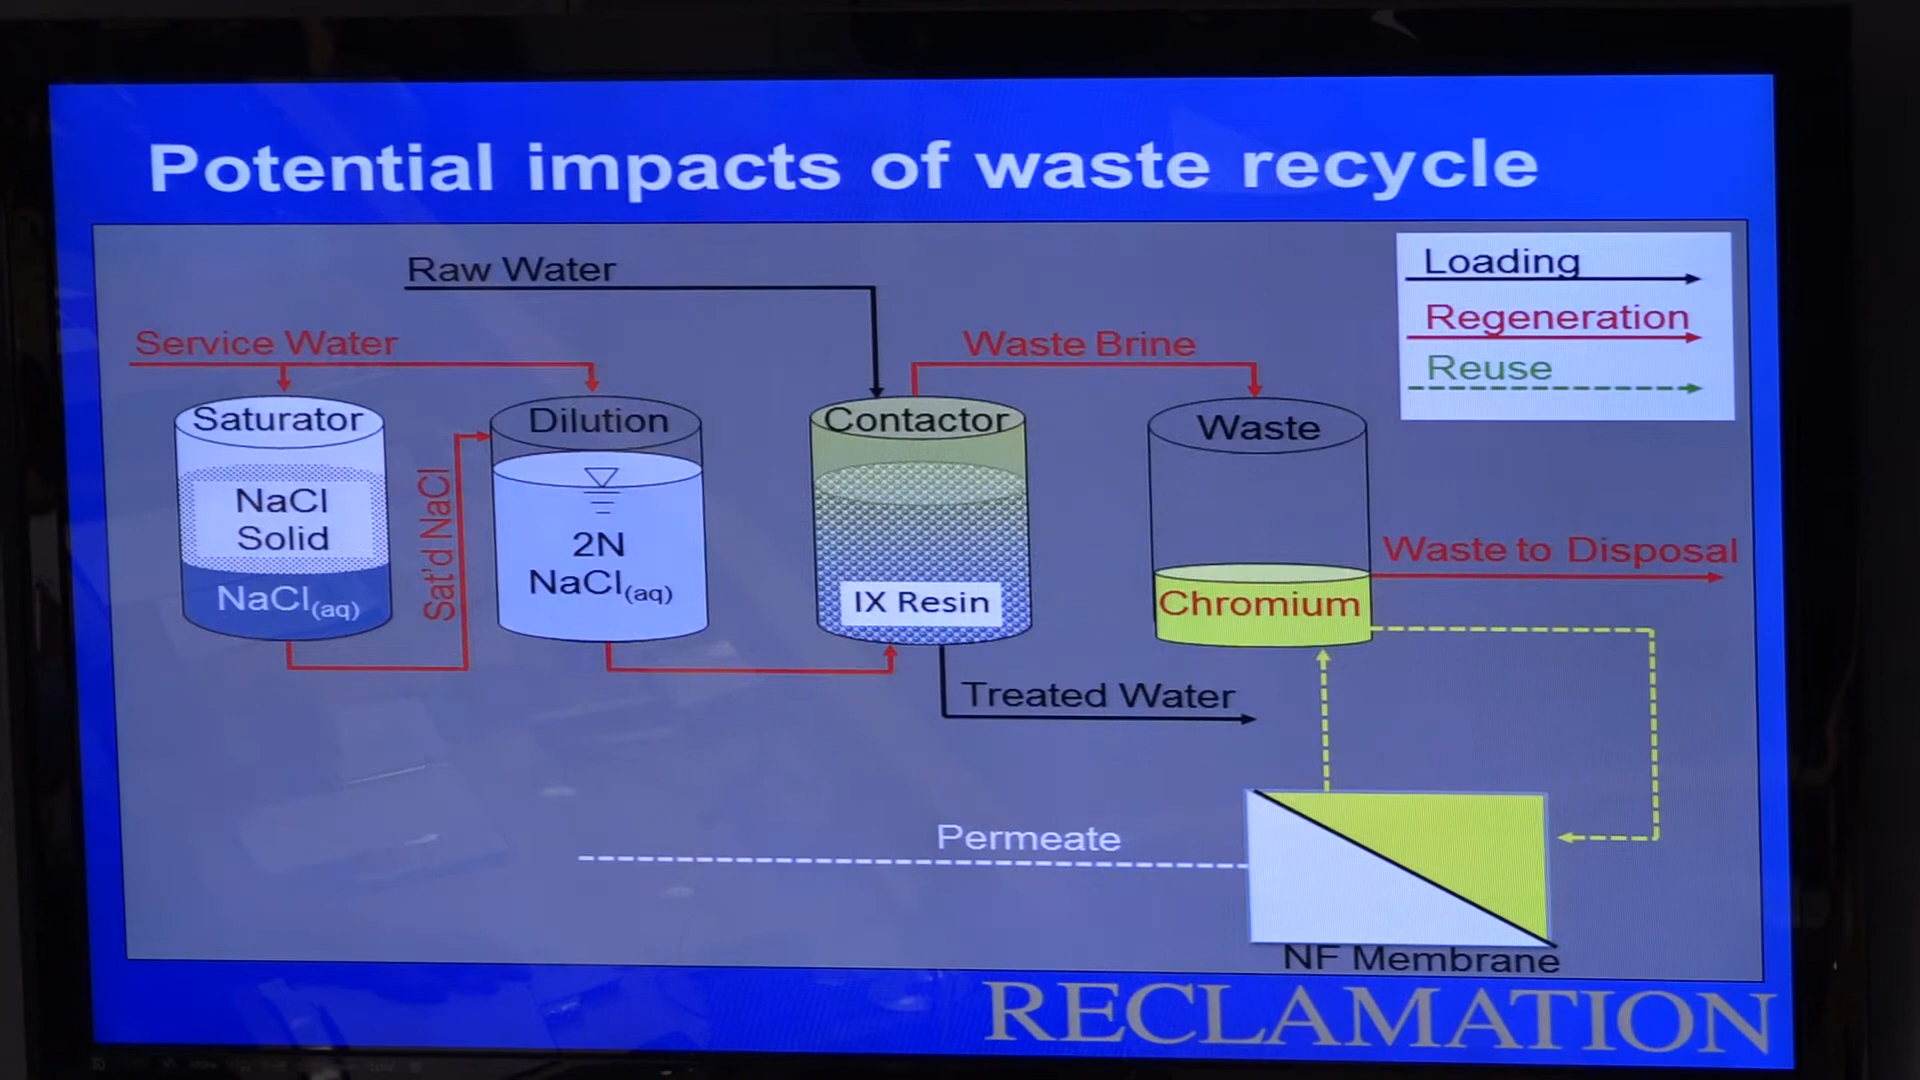 Potential impacts of waste recycle
Raw Water
Loading
Regeneration
Reuse
Service Water
Waste Brine
Saturator
Dilution
Contactor
Waste
NaCl
Solid
NaCl(aq)
Sat'd NaCl
2N
NaCl(aq)
IX Resin
Waste to Disposal
Chromium
Treated Water
Permeate
NF Membrane
RECLAMATION